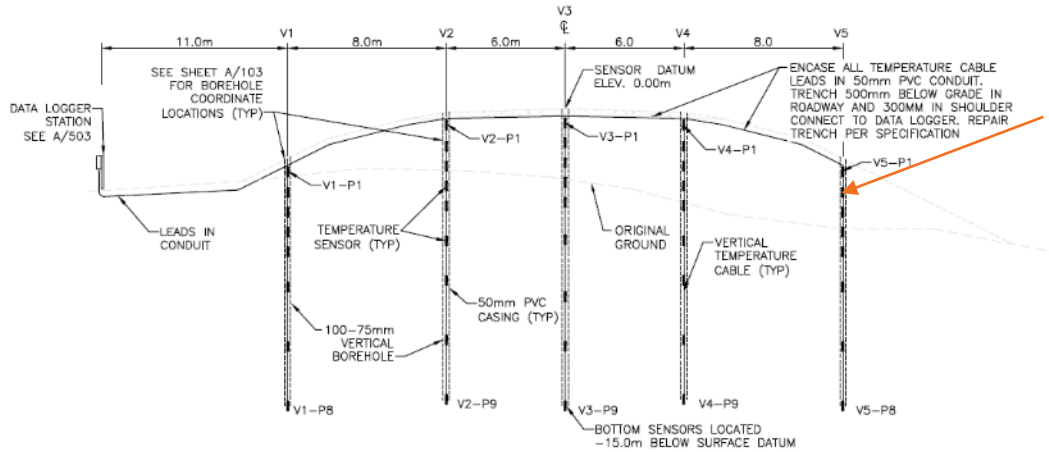 V1
V2
V3
℄
V4
V5
11.0m
8.0m
6.0m
6.0
8.0
SEE SHEET A/103
FOR BOREHOLE
COORDINATE
LOCATIONS (TYP)
SENSOR DATUM
ELEV. 0.00m
ENCASE ALL TEMPERATURE CABLE
LEADS IN 50mm PVC CONDUIT.
TRENCH 500mm BELOW GRADE IN
ROADWAY AND 300MM IN SHOULDER
CONNECT TO DATA LOGGER. REPAIR
TRENCH PER SPECIFICATION
DATA LOGGER
STATION
SEE A/503
V1-P1
V2-P1
V3-P1
V4-P1
V5-P1
LEADS IN
CONDUIT
TEMPERATURE
SENSOR (TYP)
ORIGINAL
GROUND
VERTICAL
TEMPERATURE
CABLE (TYP)
50mm PVC
CASING (TYP)
100-75mm
VERTICAL
BOREHOLE
V1-P8
V2-P9
V3-P9
V4-P9
V5-P8
BOTTOM SENSORS LOCATED
-15.0m BELOW SURFACE DATUM